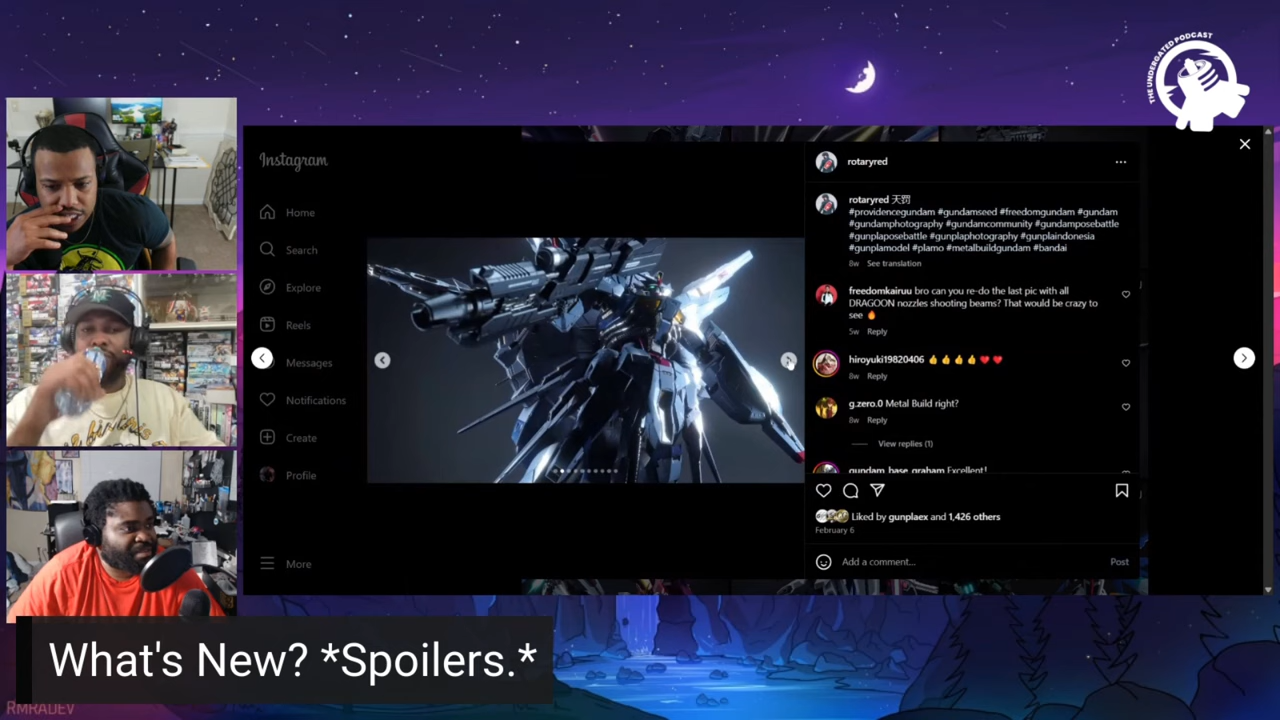 THE UNDERGATED PODCAST
Instagram
Home
Search
Explore
Reels
Messages
Notifications
Create
Profile
More
rotaryred
rotaryred 天罚
#providencegundam #gundamseed #freedomgundam #gundam
#gundamphotography #gundamcommunity #gundamposebattle
#gunplaposebattle #gunplaphotography #gunplaindonesia
#gunplamodel #plamo #metalbuildgundam #bandai
8w See translation
freedomkairuu bro can you re-do the last pic with all
DRAGOON nozzles shooting beams? That would be crazy to
see 🔥
5w Reply
hiroyuki19820406 👍👍👍👍❤️❤️
8w Reply
g.zero.0 Metal Build right?
8w Reply
View replies (1)
gundam_base_graham Excellent!
Liked by gunplaex and 1,426 others
February 6
Add a comment...
Post
What's New? *Spoilers.*
RMRADEV